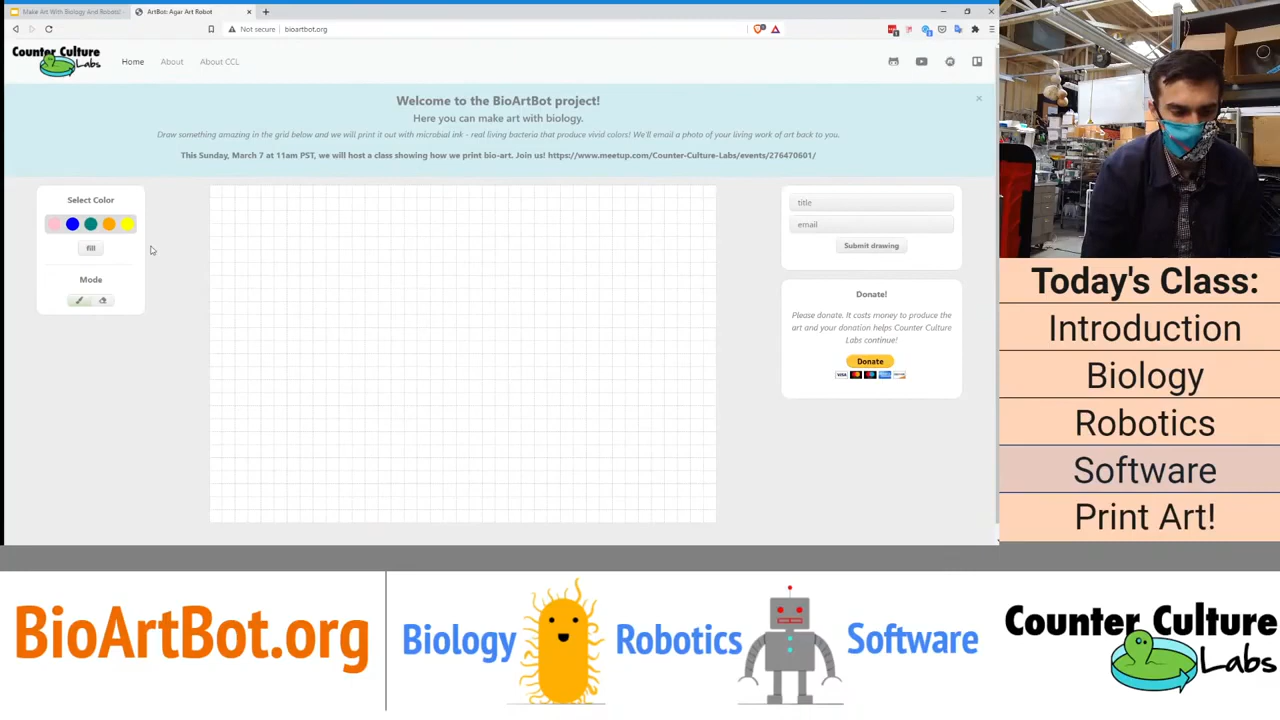 Make Art With Biology And Robots!
ArtBot: Agar Art Robot
Not secure
bioartbot.org
Counter Culture Labs
Home
About
About CCL
Welcome to the BioArtBot project!
Here you can make art with biology.
Draw something amazing in the grid below and we will print it out with microbial ink - real living bacteria that produce vivid colors! We'll email a photo of your living work of art back to you.
This Sunday, March 7 at 11am PST, we will host a class showing how we print bio-art. Join us! https://www.meetup.com/Counter-Culture-Labs/events/276470601/
Select Color
fill
Mode
title
email
Submit drawing
Donate!
Please donate. It costs money to produce the
art and your donation helps Counter Culture
Labs continue!
Donate
VISA
Today's Class:
Introduction
Biology
Robotics
Software
Print Art!
BioArtBot.org
Biology
Robotics
Software
Counter Culture
Labs